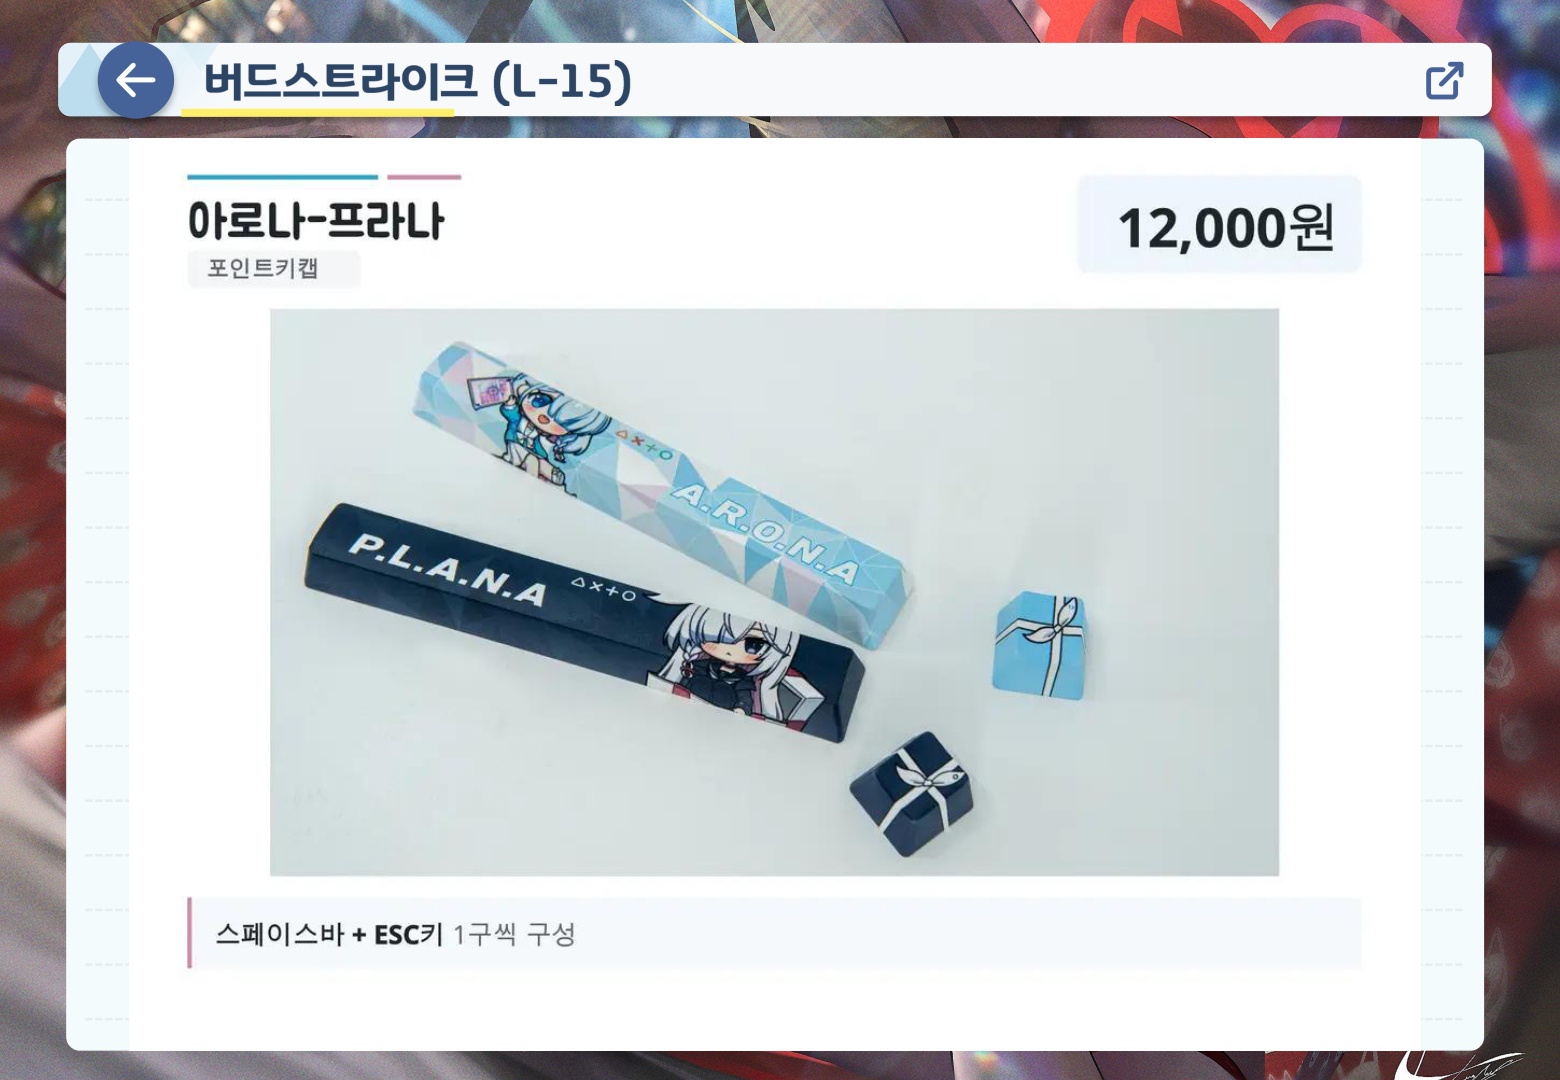 버드스트라이크 (L-15)
아로나-프라나
12,000원
포인트키캡
A.R.O.N.A
P.L.A.N.A
스페이스바 + ESC키 1구씩 구성